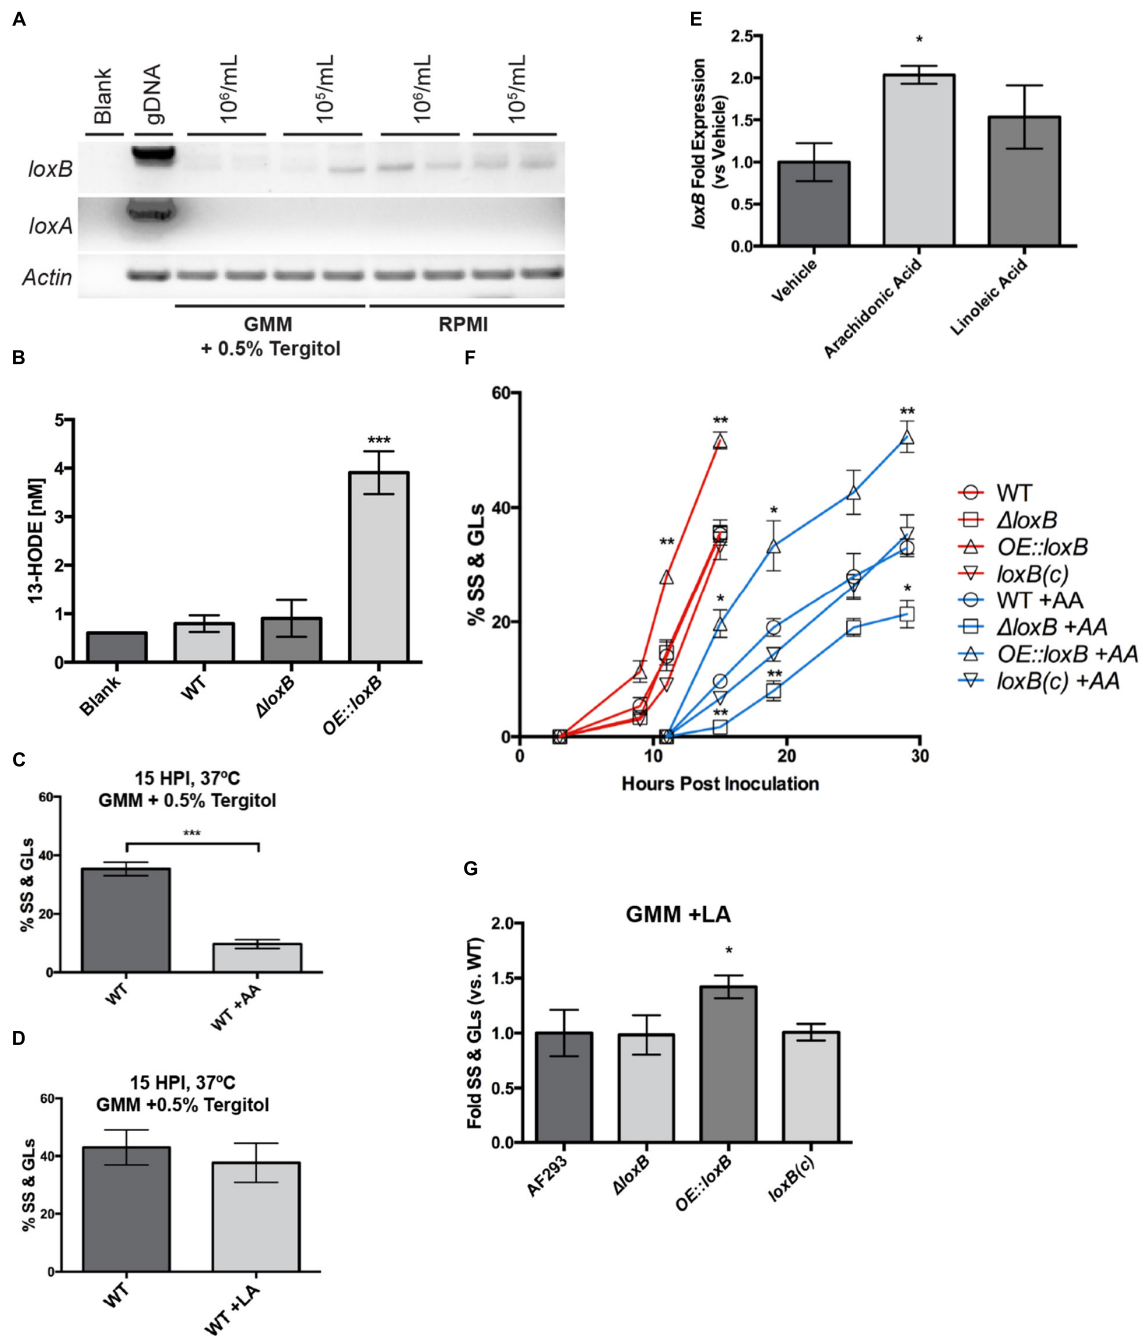 A
Blank
gDNA
10⁶/mL
10⁵/mL
10⁶/mL
10⁵/mL
loxB
loxA
Actin
GMM
+ 0.5% Tergitol
RPMI
B
13-HODE [nM]
5
4
3
2
1
0
***
Blank
WT
ΔloxB
OE::loxB
C
15 HPI, 37ºC
GMM + 0.5% Tergitol
% SS & GLs
60
40
20
0
***
WT
WT +AA
D
15 HPI, 37ºC
GMM +0.5% Tergitol
% SS & GLs
60
40
20
0
WT
WT +LA
E
loxB Fold Expression
(vs Vehicle)
2.5
2.0
1.5
1.0
0.5
0.0
*
Vehicle
Arachidonic Acid
Linoleic Acid
F
% SS & GLs
60
40
20
0
0
10
20
30
Hours Post Inoculation
**
**
*
*
**
**
**
*
WT
ΔloxB
OE::loxB
loxB(c)
WT +AA
ΔloxB +AA
OE::loxB +AA
loxB(c) +AA
G
GMM +LA
Fold SS & GLs (vs. WT)
2.0
1.5
1.0
0.5
0.0
*
AF293
ΔloxB
OE::loxB
loxB(c)